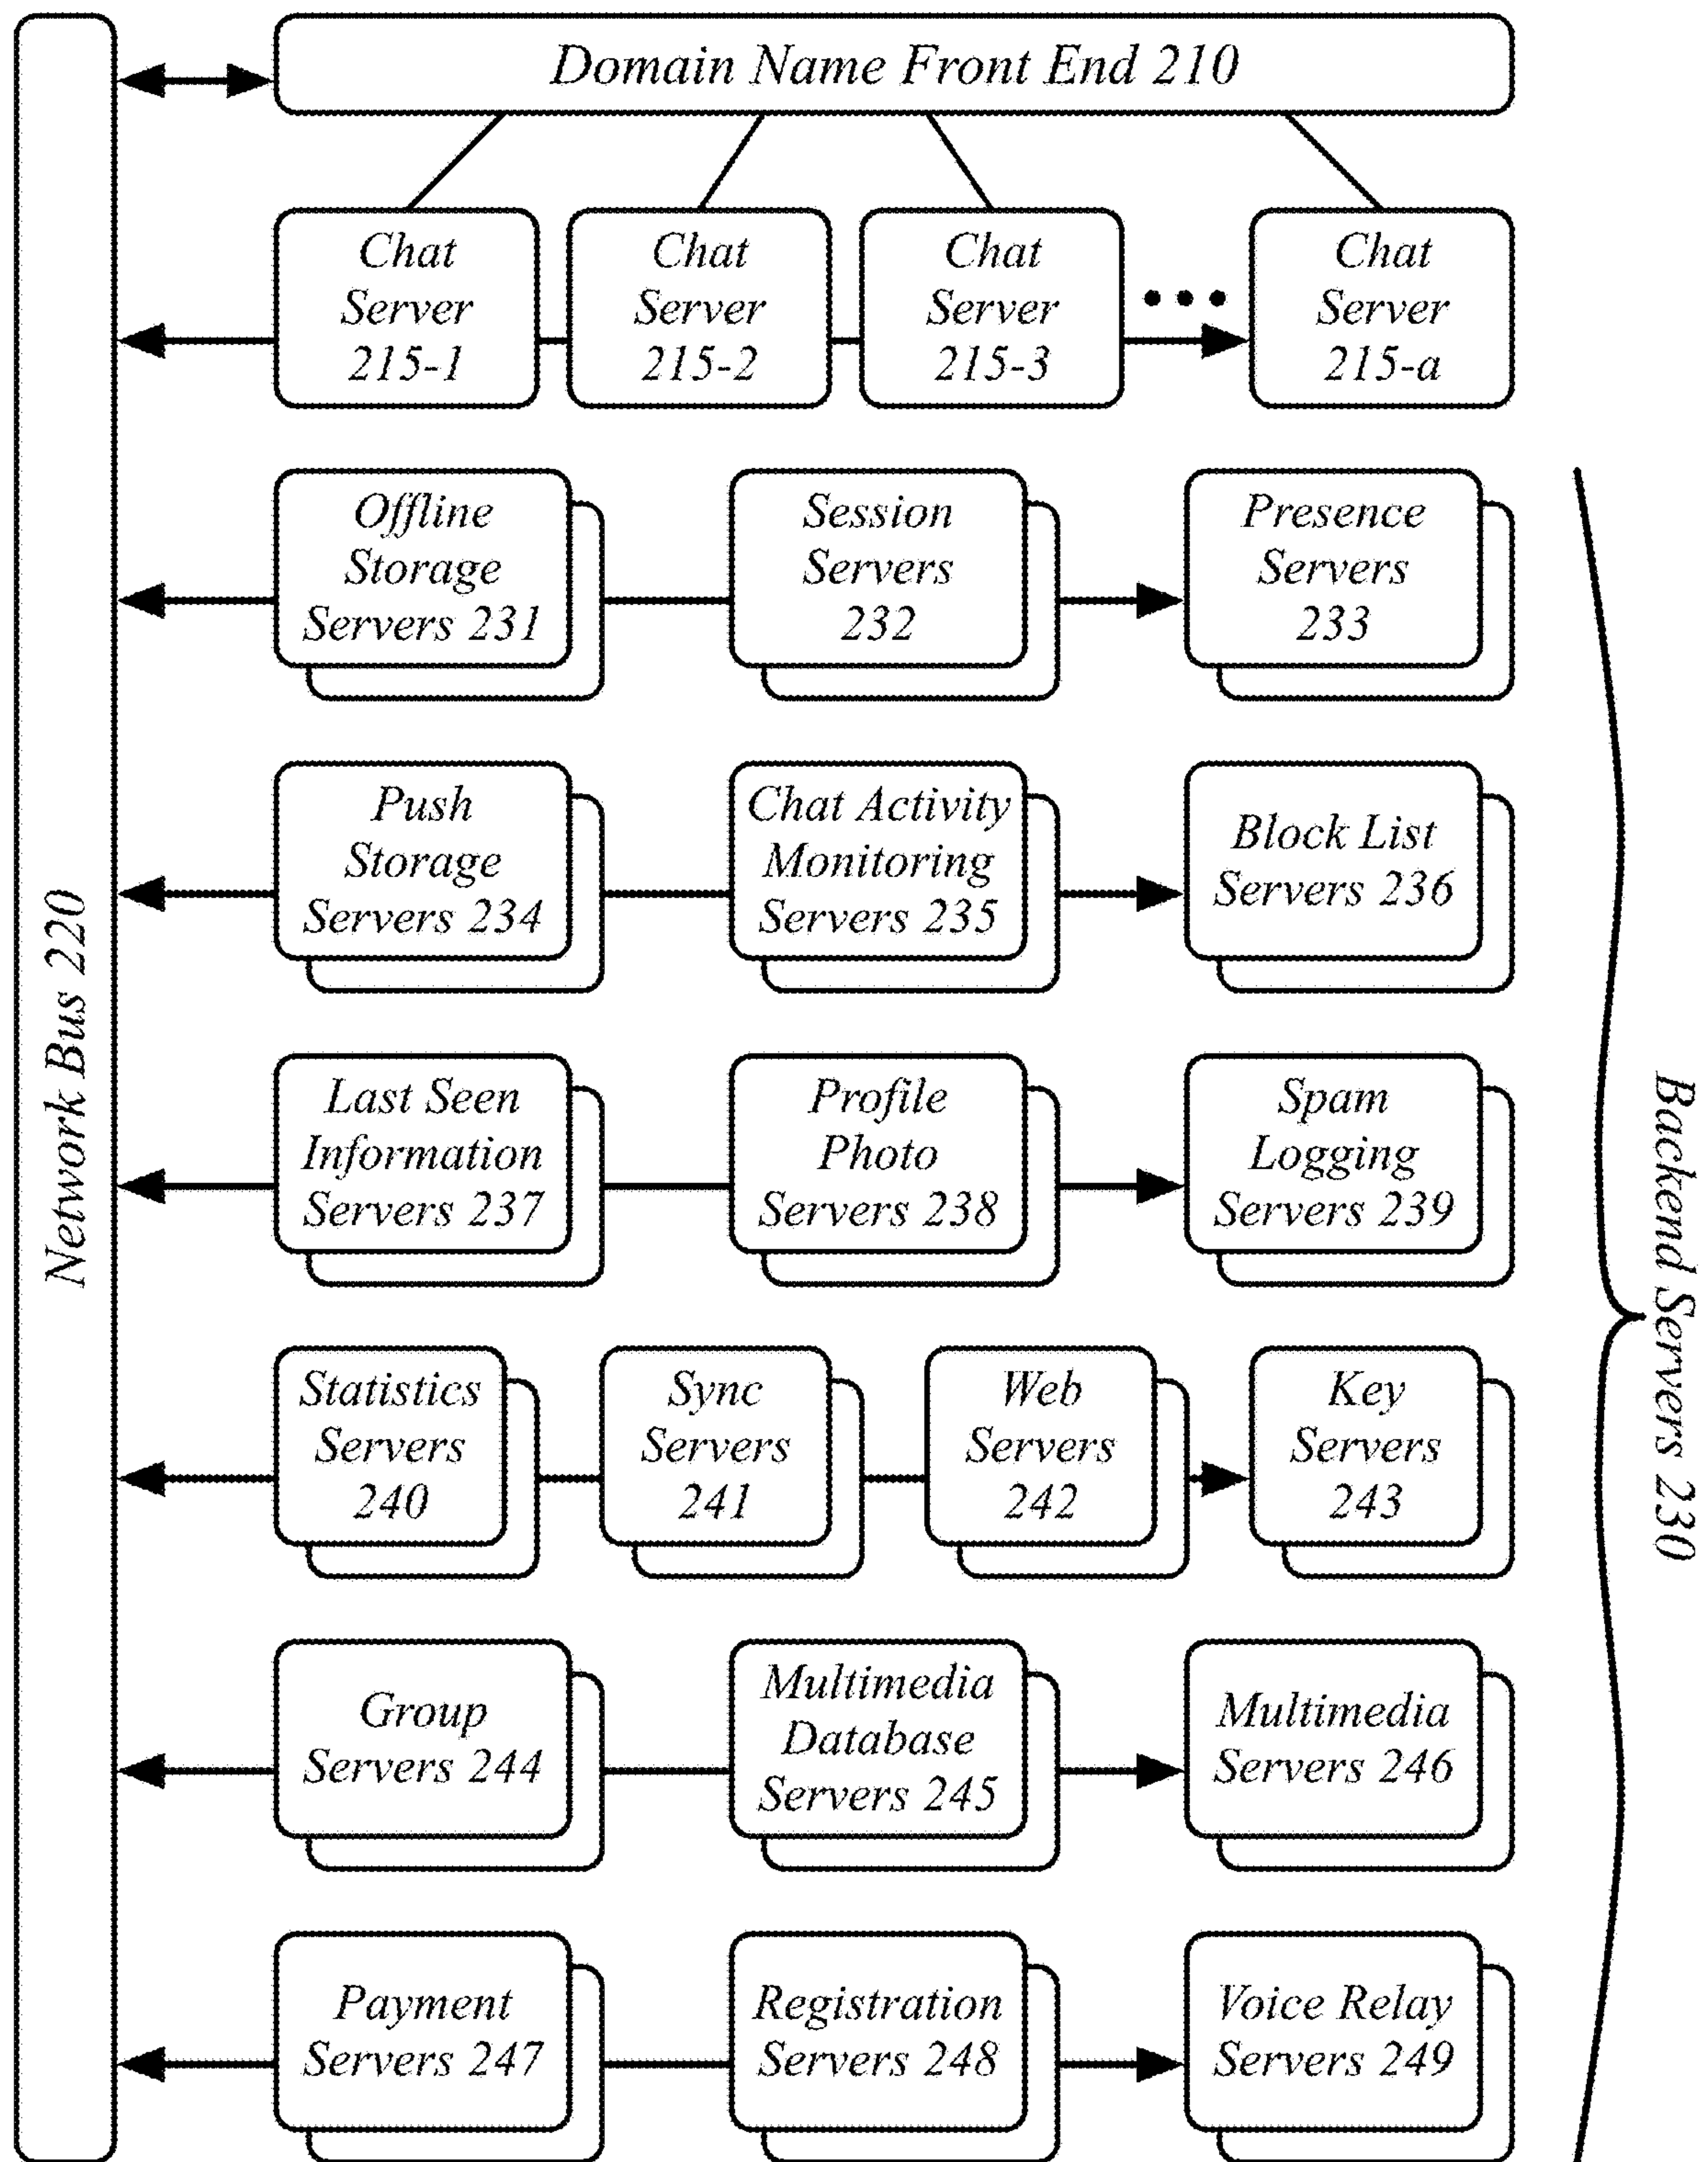 Domain Name Front End 210
Chat
Server
215-1
Chat
Server
215-2
Chat
Server
215-3
Chat
Server
215-a
Offline
Storage
Servers 231
Session
Servers
232
Presence
Servers
233
Push
Storage
Servers 234
Chat Activity
Monitoring
Servers 235
Block List
Servers 236
Last Seen
Information
Servers 237
Profile
Photo
Servers 238
Spam
Logging
Servers 239
Statistics
Servers
240
Sync
Servers
241
Web
Servers
242
Key
Servers
243
Group
Servers 244
Multimedia
Database
Servers 245
Multimedia
Servers 246
Payment
Servers 247
Registration
Servers 248
Voice Relay
Servers 249
Network Bus 220
Backend Servers 230